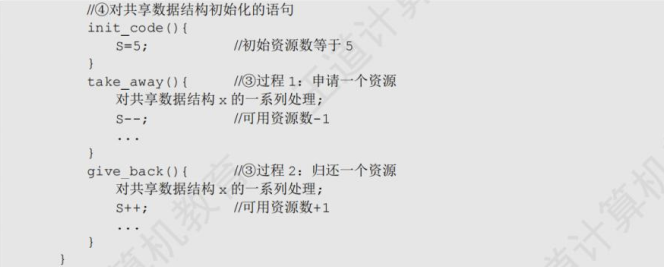 //④对共享数据结构初始化的语句
init_code(){
S=5; //初始资源数等于 5
}
take_away(){ //③过程 1：申请一个资源
对共享数据结构 x 的一系列处理;
S--; //可用资源数-1
...
}
give_back(){ //③过程 2：归还一个资源
对共享数据结构 x 的一系列处理;
S++; //可用资源数+1
...
}
}